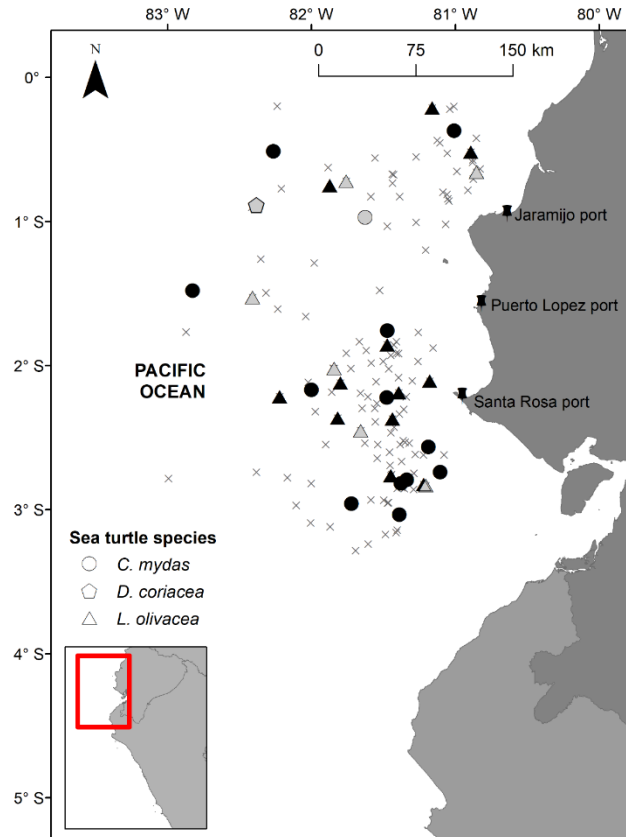 83° W
82° W
81° W
80° W
N
0
75
150 km
0°
1° S
Jaramijo port
Puerto Lopez port
2° S
PACIFIC
OCEAN
Santa Rosa port
3° S
Sea turtle species
C. mydas
D. coriacea
L. olivacea
4° S
5° S